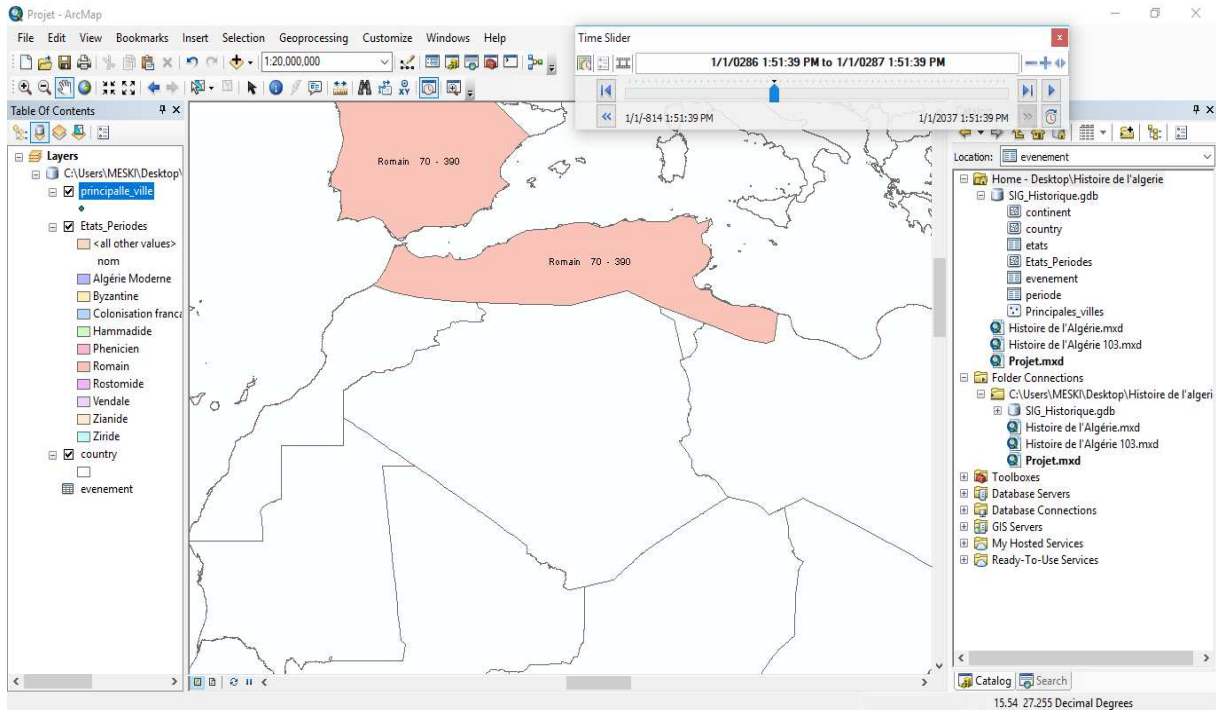 Projet - ArcMap
File Edit View Bookmarks Insert Selection Geoprocessing Customize Windows Help
1:20,000,000
Time Slider
1/1/0286 1:51:39 PM to 1/1/0287 1:51:39 PM
1/1/-814 1:51:39 PM
1/1/2037 1:51:39 PM
Table Of Contents
Layers
C:\Users\MESKI\Desktop\
principalle_ville
Etats_Periodes
<all other values>
nom
Algérie Moderne
Byzantine
Colonisation franca
Hammadide
Phenicien
Romain
Rostomide
Vendale
Zianide
Ziride
country
evenement
Romain 70 - 390
Romain 70 - 390
Location: evenement
Home - Desktop\Histoire de l'algerie
SIG_Historique.gdb
continent
country
etats
Etats_Periodes
evenement
periode
Principales_villes
Histoire de l'Algérie.mxd
Histoire de l'Algérie 103.mxd
Projet.mxd
Folder Connections
C:\Users\MESKI\Desktop\Histoire de l'algeri
SIG_Historique.gdb
Histoire de l'Algérie.mxd
Histoire de l'Algérie 103.mxd
Projet.mxd
Toolboxes
Database Servers
Database Connections
GIS Servers
My Hosted Services
Ready-To-Use Services
Catalog Search
15.54 27.255 Decimal Degrees